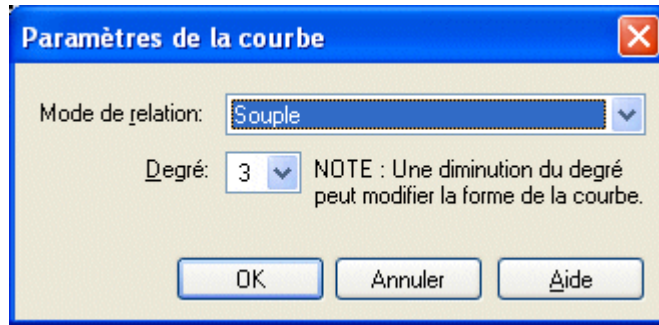 Paramètres de la courbe
Mode de relation: Souple
Degré: 3 NOTE : Une diminution du degré
peut modifier la forme de la courbe.
OK Annuler Aide